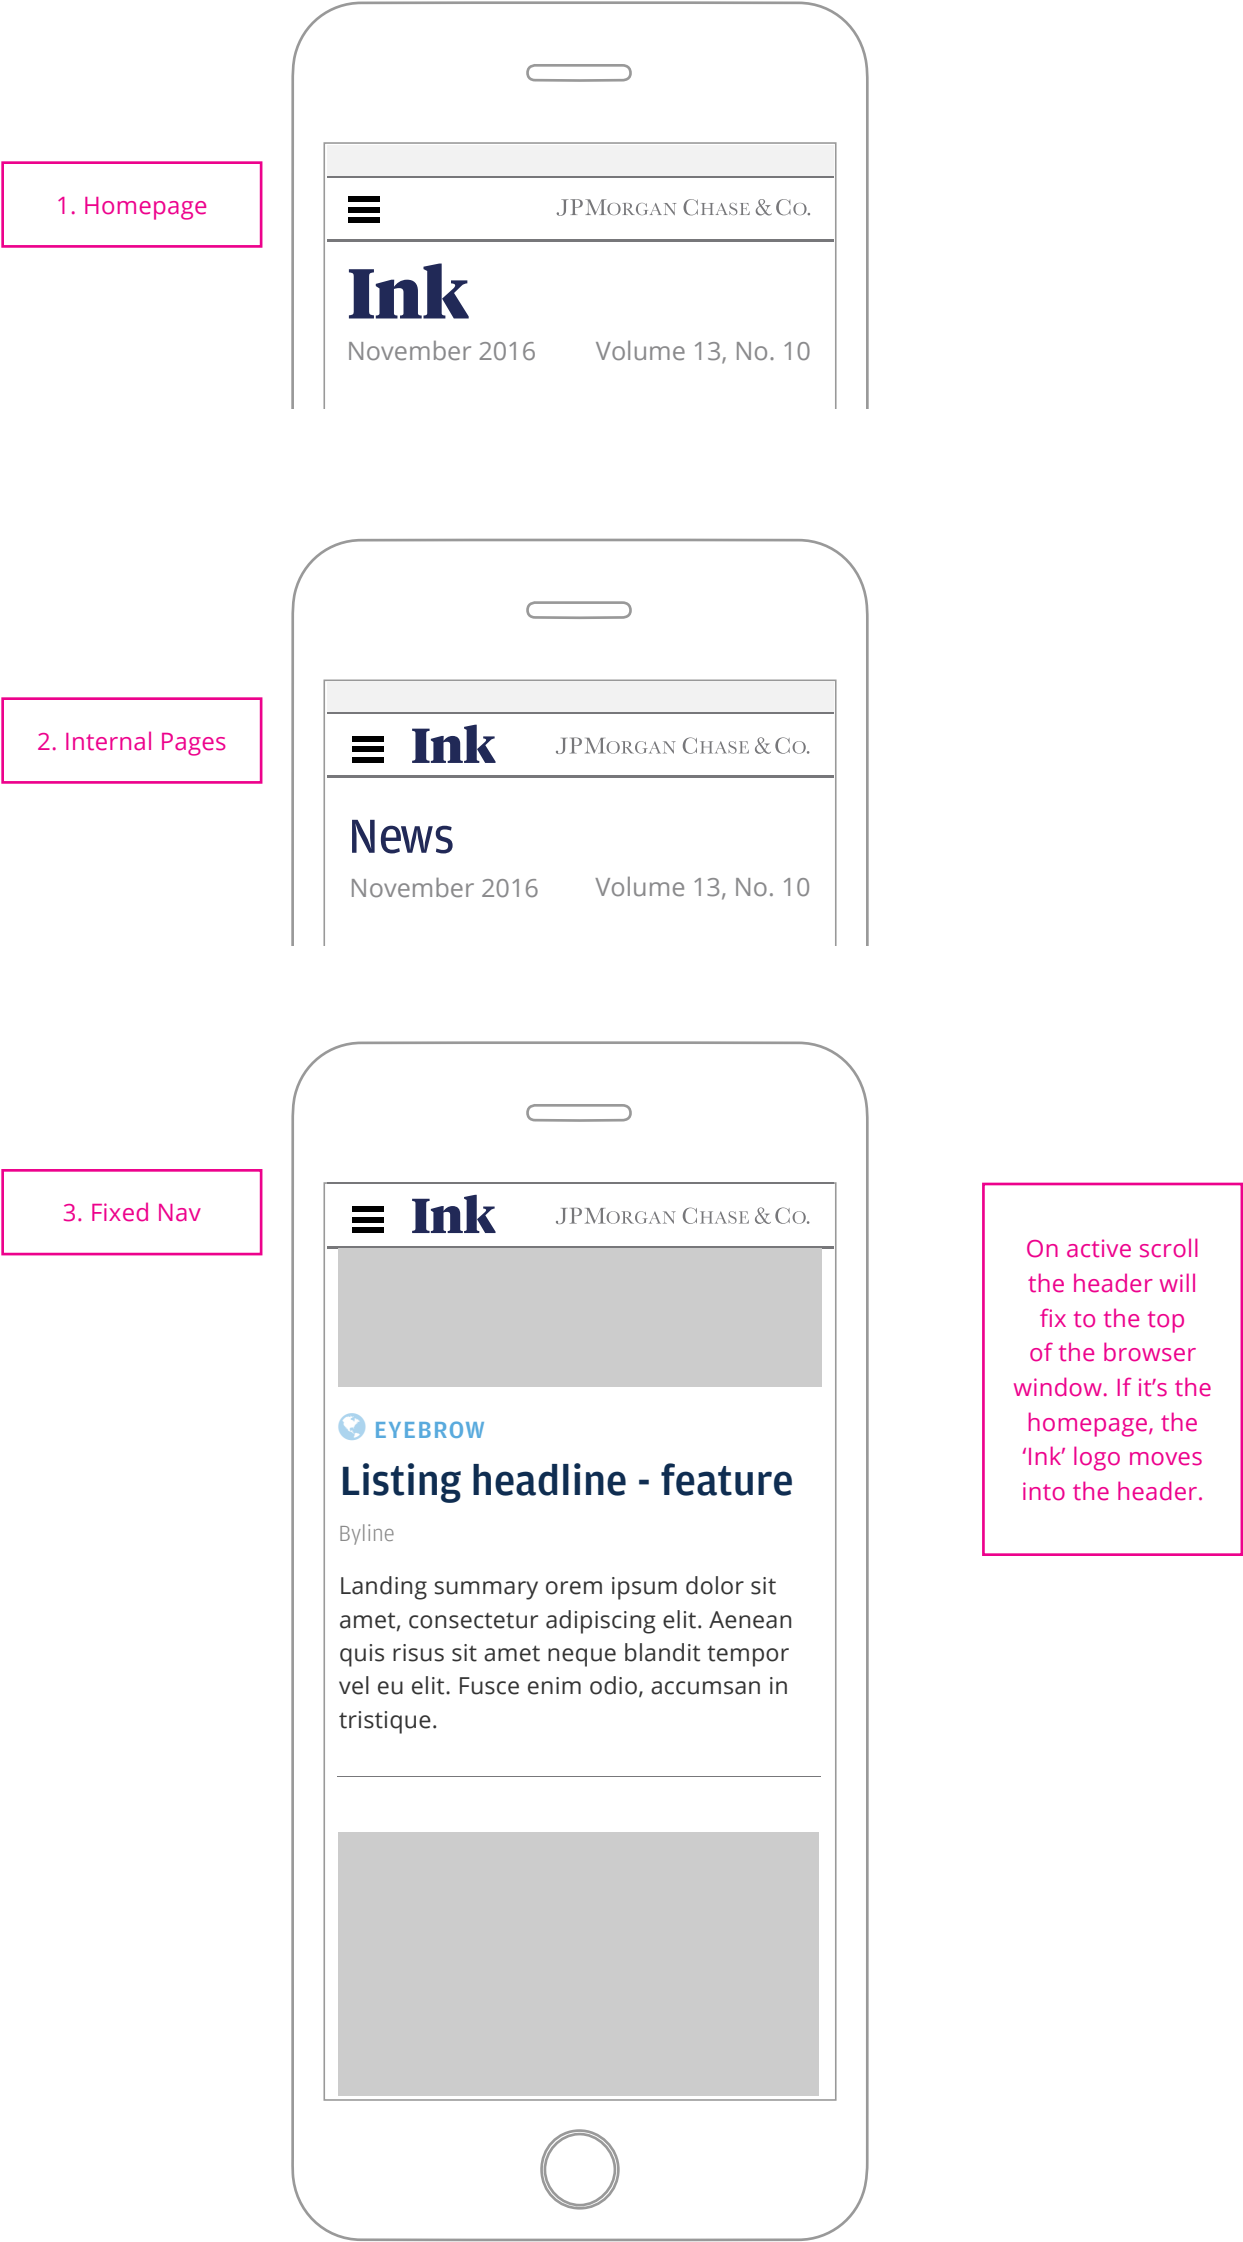 1. Homepage
JPMORGAN CHASE & CO.
Ink
November 2016 Volume 13, No. 10
2. Internal Pages
Ink JPMORGAN CHASE & CO.
News
November 2016 Volume 13, No. 10
3. Fixed Nav
Ink JPMORGAN CHASE & CO.
EYEBROW
Listing headline - feature
Byline
Landing summary orem ipsum dolor sit
amet, consectetur adipiscing elit. Aenean
quis risus sit amet neque blandit tempor
vel eu elit. Fusce enim odio, accumsan in
tristique.
On active scroll
the header will
fix to the top
of the browser
window. If it’s the
homepage, the
‘Ink’ logo moves
into the header.